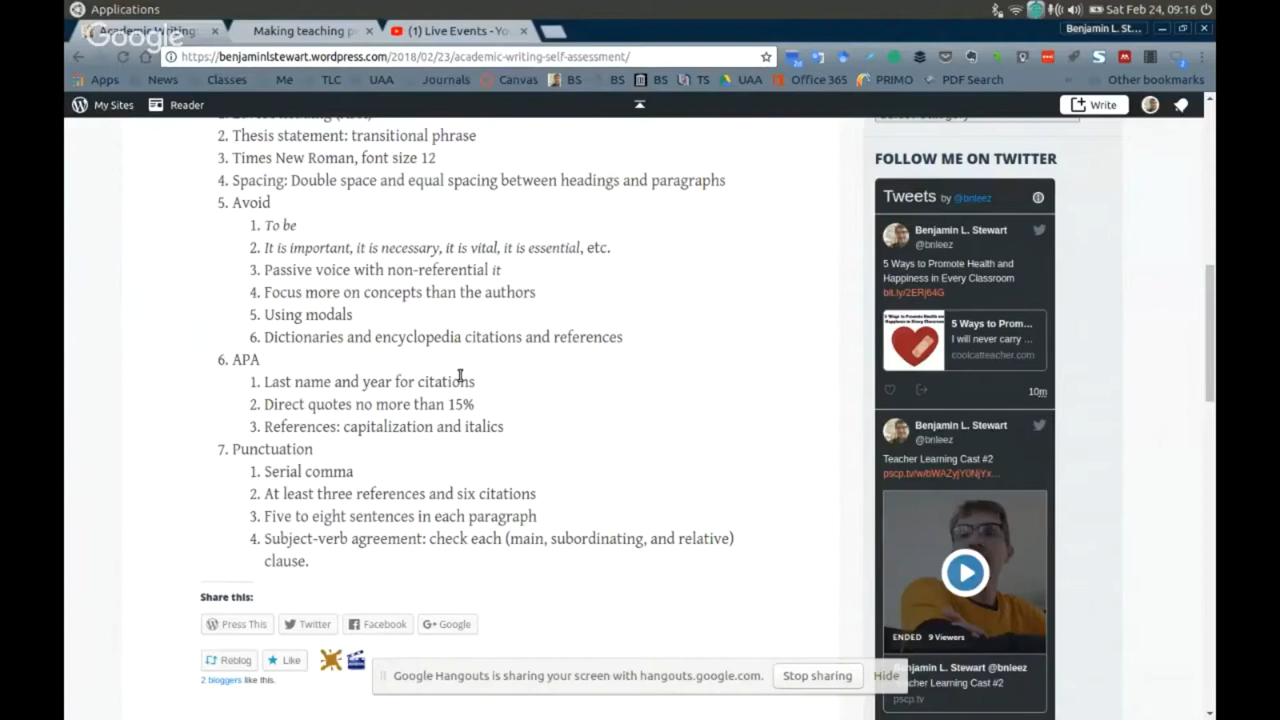 Applications
Sat Feb 24, 09:16
Google
Academic Writing
Making teaching p
(1) Live Events - Yo
Benjamin L. St...
https://benjaminlstewart.wordpress.com/2018/02/23/academic-writing-self-assessment/
Apps News Classes Me TLC UAA Journals Canvas BS BS BS TS UAA Office 365 PRIMO PDF Search Other bookmarks
My Sites Reader Write
2. Thesis statement: transitional phrase
3. Times New Roman, font size 12
4. Spacing: Double space and equal spacing between headings and paragraphs
5. Avoid
1. To be
2. It is important, it is necessary, it is vital, it is essential, etc.
3. Passive voice with non-referential it
4. Focus more on concepts than the authors
5. Using modals
6. Dictionaries and encyclopedia citations and references
6. APA
1. Last name and year for citations
2. Direct quotes no more than 15%
3. References: capitalization and italics
7. Punctuation
1. Serial comma
2. At least three references and six citations
3. Five to eight sentences in each paragraph
4. Subject-verb agreement: check each (main, subordinating, and relative)
clause.
Share this:
Press This Twitter Facebook G+ Google
Reblog Like
2 bloggers like this.
FOLLOW ME ON TWITTER
Tweets by @bnleez
Benjamin L. Stewart
@bnleez
5 Ways to Promote Health and
Happiness in Every Classroom
bit.ly/2ERj64G
5 Ways to Prom...
I will never carry ...
coolcatteacher.com
10m
Benjamin L. Stewart
@bnleez
Teacher Learning Cast #2
pscp.tv/w/bWAZyjY0NjYx...
ENDED 9 Viewers
Benjamin L. Stewart @bnleez
Teacher Learning Cast #2
pscp.tv
Google Hangouts is sharing your screen with hangouts.google.com. Stop sharing Hide